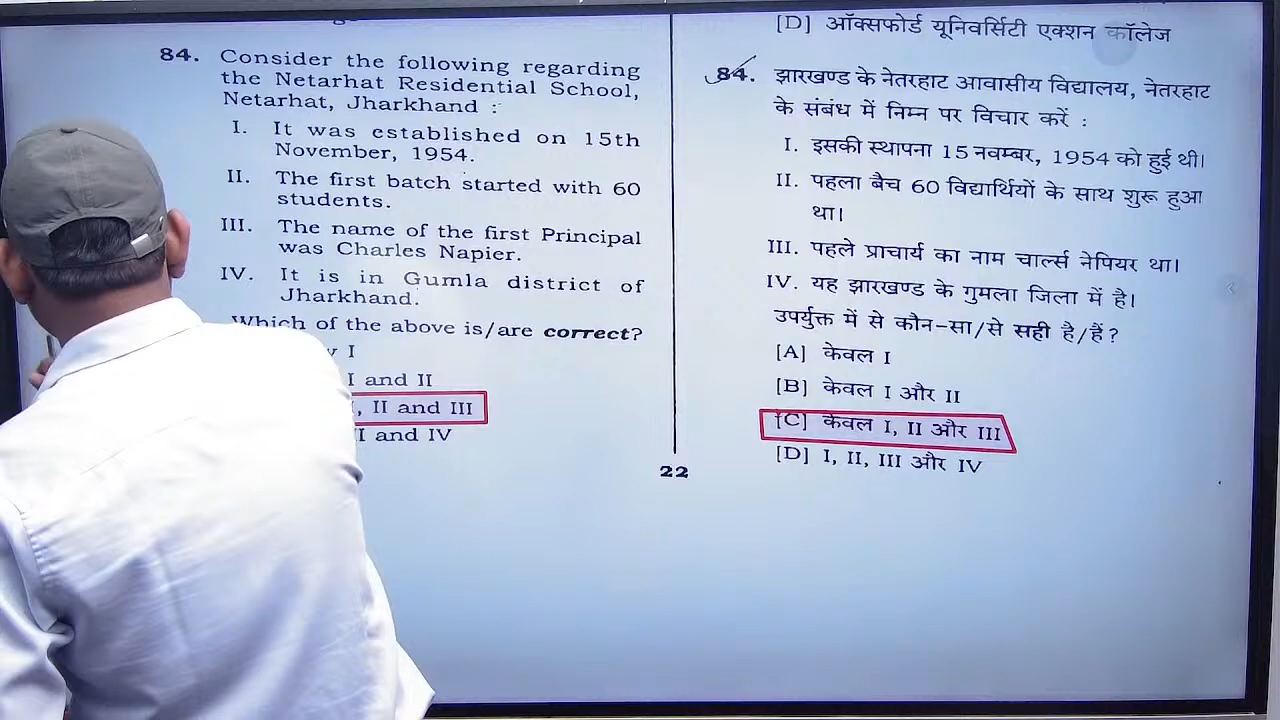 84. Consider the following regarding
the Netarhat Residential School,
Netarhat, Jharkhand :
I. It was established on 15th
November, 1954.
II. The first batch started with 60
students.
III. The name of the first Principal
was Charles Napier.
IV. It is in Gumla district of
Jharkhand.
Which of the above is/are correct?
I
I and II
I, II and III
II and IV
[D] ऑक्सफोर्ड यूनिवर्सिटी एक्शन कॉलेज
84. झारखण्ड के नेतरहाट आवासीय विद्यालय, नेतरहाट
के संबंध में निम्न पर विचार करें :
I. इसकी स्थापना 15 नवम्बर, 1954 को हुई थी।
II. पहला बैच 60 विद्यार्थियों के साथ शुरू हुआ
था।
III. पहले प्राचार्य का नाम चार्ल्स नेपियर था।
IV. यह झारखण्ड के गुमला जिला में है।
उपर्युक्त में से कौन-सा/से सही है/हैं?
[A] केवल I
[B] केवल I और II
[C] केवल I, II और III
[D] I, II, III और IV
22